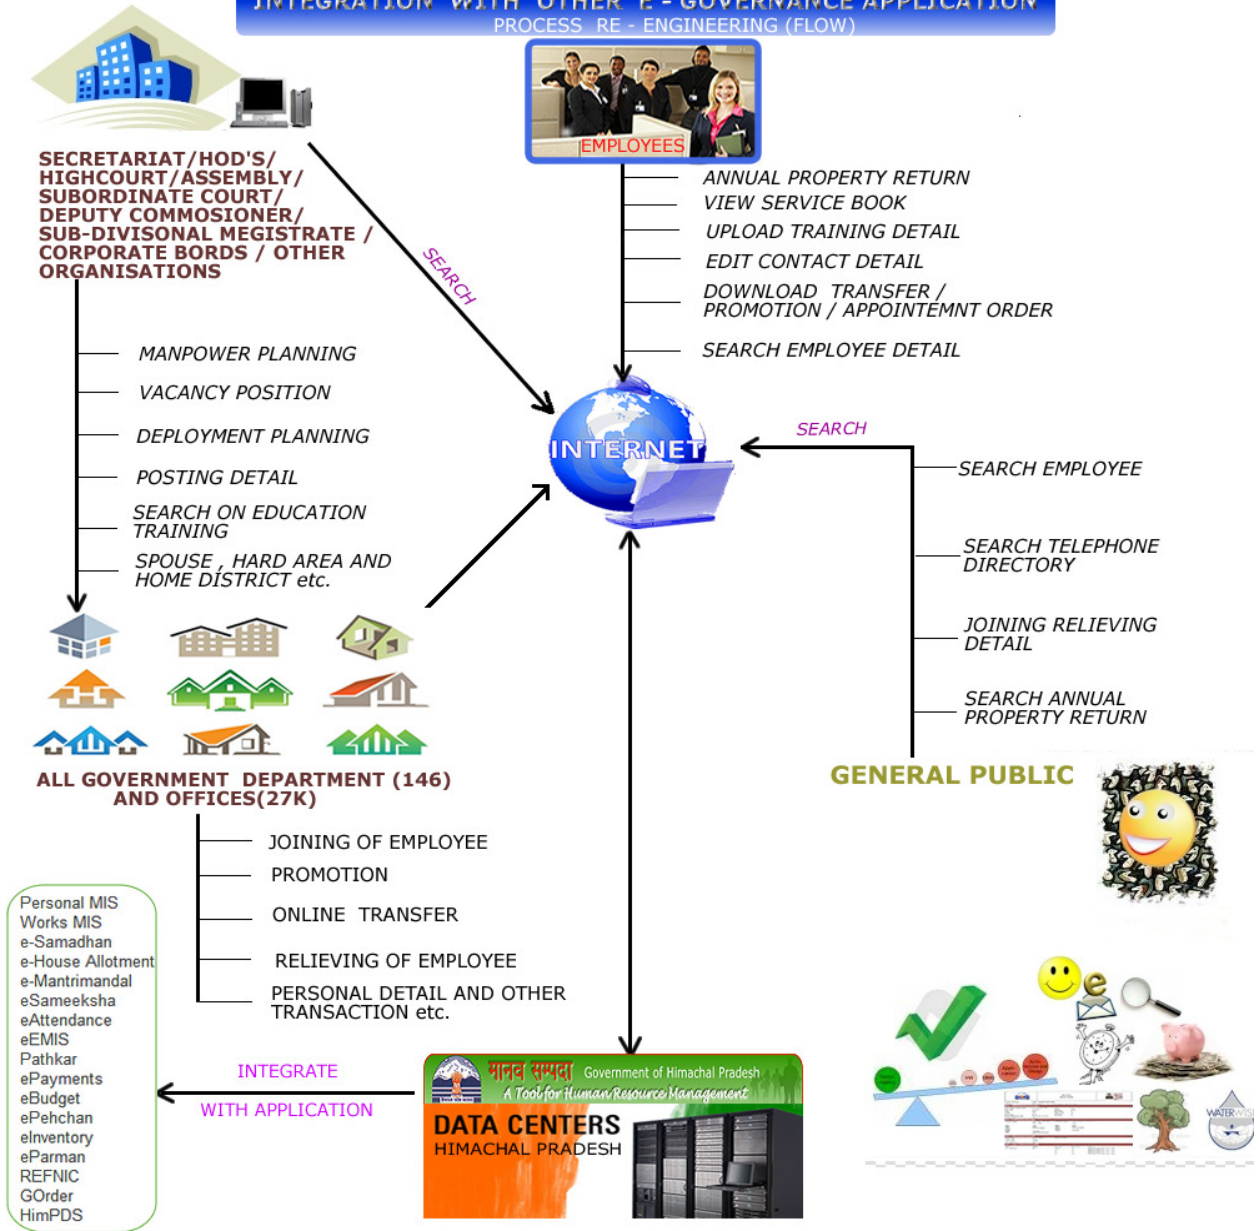 INTEGRATION WITH OTHER E - GOVERNANCE APPLICATION
PROCESS RE - ENGINEERING (FLOW)
EMPLOYEES
SECRETARIAT/HOD'S/
HIGHCOURT/ASSEMBLY/
SUBORDINATE COURT/
DEPUTY COMMOSIONER/
SUB-DIVISONAL MEGISTRATE /
CORPORATE BORDS / OTHER
ORGANISATIONS
SEARCH
ANNUAL PROPERTY RETURN
VIEW SERVICE BOOK
UPLOAD TRAINING DETAIL
EDIT CONTACT DETAIL
DOWNLOAD TRANSFER /
PROMOTION / APPOINTEMNT ORDER
SEARCH EMPLOYEE DETAIL
MANPOWER PLANNING
VACANCY POSITION
DEPLOYMENT PLANNING
POSTING DETAIL
SEARCH ON EDUCATION
TRAINING
SPOUSE , HARD AREA AND
HOME DISTRICT etc.
INTERNET
SEARCH
SEARCH EMPLOYEE
SEARCH TELEPHONE
DIRECTORY
JOINING RELIEVING
DETAIL
SEARCH ANNUAL
PROPERTY RETURN
GENERAL PUBLIC
ALL GOVERNMENT DEPARTMENT (146)
AND OFFICES(27K)
JOINING OF EMPLOYEE
PROMOTION
ONLINE TRANSFER
RELIEVING OF EMPLOYEE
PERSONAL DETAIL AND OTHER
TRANSACTION etc.
Personal MIS
Works MIS
e-Samadhan
e-House Allotment
e-Mantrimandal
eSameeksha
eAttendance
eEMIS
Pathkar
ePayments
eBudget
ePehchan
eInventory
eParman
REFNIC
GOrder
HimPDS
INTEGRATE
WITH APPLICATION
मानव सम्पदा Government of Himachal Pradesh
A Tool for Human Resource Management
DATA CENTERS
HIMACHAL PRADESH
e
WATERWISE